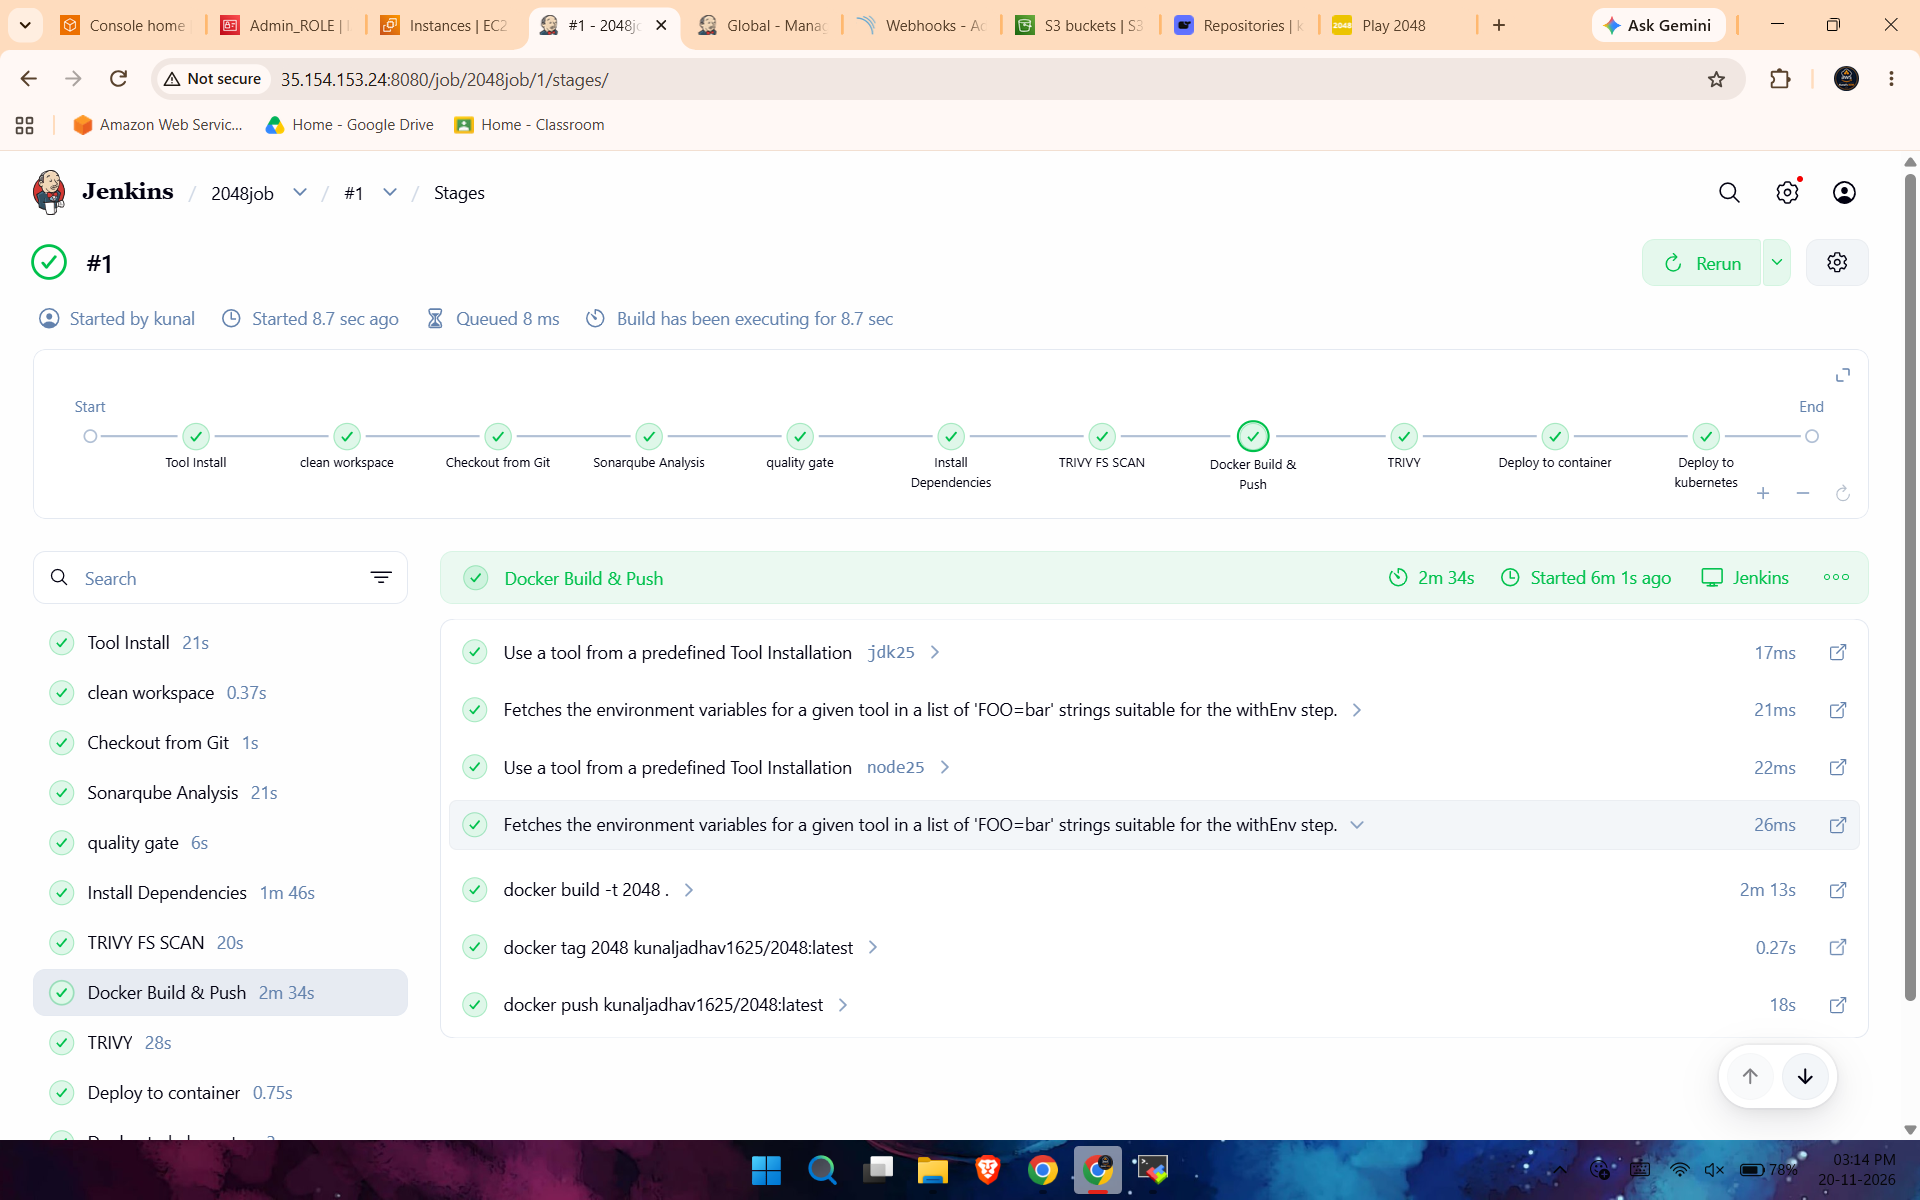 Console home
Admin_ROLE | I
Instances | EC2
#1 - 2048jo
Global - Manag
Webhooks - Ad
S3 buckets | S3
Repositories | k
Play 2048
Ask Gemini
Not secure
35.154.153.24:8080/job/2048job/1/stages/
Amazon Web Servic...
Home - Google Drive
Home - Classroom
Jenkins / 2048job / #1 / Stages
#1
Rerun
Started by kunal
Started 8.7 sec ago
Queued 8 ms
Build has been executing for 8.7 sec
Start
End
Tool Install
clean workspace
Checkout from Git
Sonarqube Analysis
quality gate
Install
Dependencies
TRIVY FS SCAN
Docker Build &
Push
TRIVY
Deploy to container
Deploy to
kubernetes
Search
Tool Install 21s
clean workspace 0.37s
Checkout from Git 1s
Sonarqube Analysis 21s
quality gate 6s
Install Dependencies 1m 46s
TRIVY FS SCAN 20s
Docker Build & Push 2m 34s
TRIVY 28s
Deploy to container 0.75s
Docker Build & Push
2m 34s
Started 6m 1s ago
Jenkins
Use a tool from a predefined Tool Installation jdk25
17ms
Fetches the environment variables for a given tool in a list of 'FOO=bar' strings suitable for the withEnv step.
21ms
Use a tool from a predefined Tool Installation node25
22ms
Fetches the environment variables for a given tool in a list of 'FOO=bar' strings suitable for the withEnv step.
26ms
docker build -t 2048 .
2m 13s
docker tag 2048 kunaljadhav1625/2048:latest
0.27s
docker push kunaljadhav1625/2048:latest
18s
78%
03:14 PM
20-11-2026